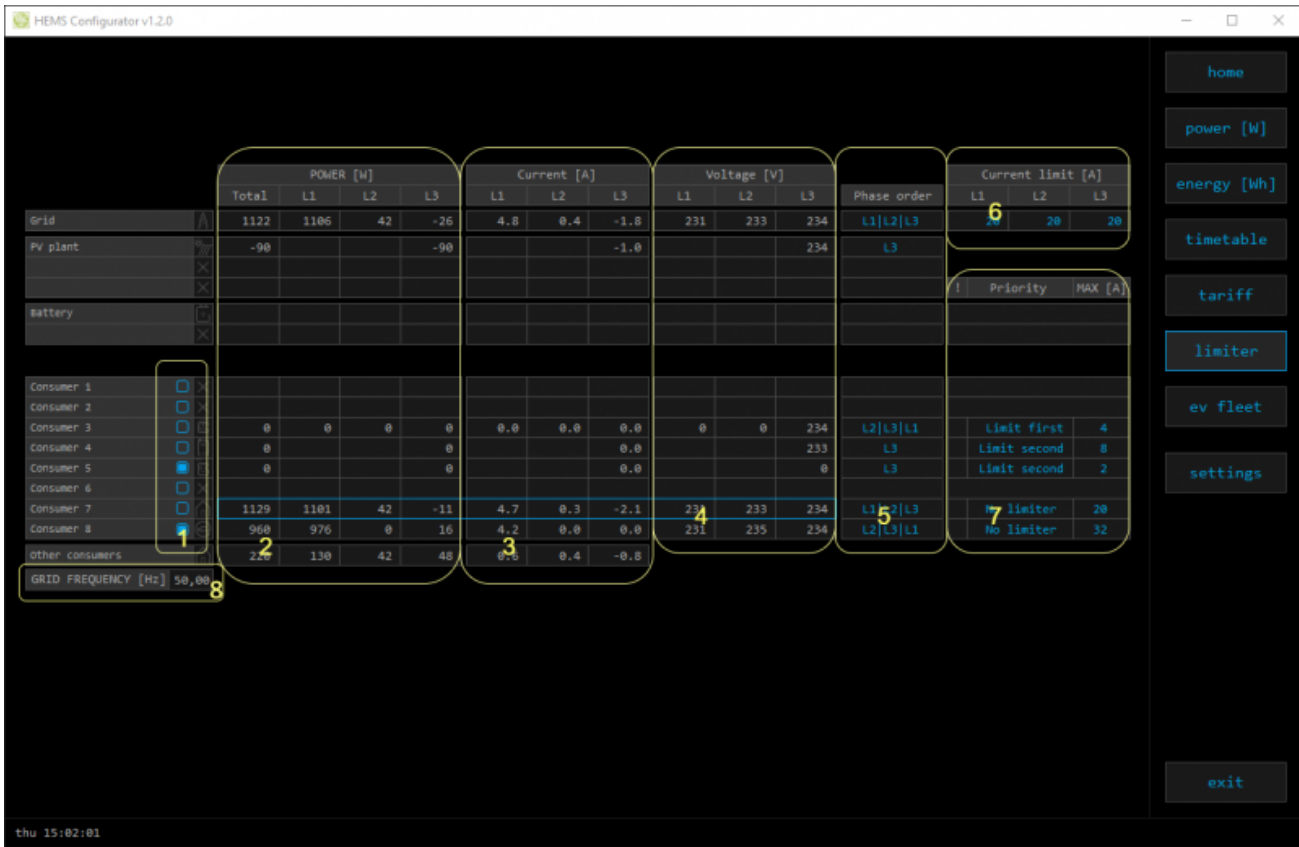 HEMS Configurator v1.2.0
home
power [W]
POWER [W] Current [A] Voltage [V] Current limit [A]
energy [Wh]
Total L1 L2 L3 L1 L2 L3 L1 L2 L3 Phase order L1 L2 L3
6
Grid 1122 1106 42 -26 4.8 0.4 -1.8 231 233 234 L1|L2|L3 20 20 20
timetable
PV plant -90 -90 -1.0 234 L3
! Priority MAX [A]
tariff
Battery
limiter
Consumer 1
Consumer 2
ev fleet
Consumer 3 0 0 0 0 0.0 0.0 0.0 0 0 234 L2|L3|L1 Limit first 4
Consumer 4 0 0 0.0 233 L3 Limit second 8
Consumer 5 0 0 0.0 0 L3 Limit second 2
settings
Consumer 6
Consumer 7 1129 1101 42 -11 4.7 0.3 -2.1 231 233 234 L1|L2|L3 No limiter 20
4 5 7
Consumer 8 960 976 0 16 4.2 0.0 0.0 231 235 234 L2|L3|L1 No limiter 32
1 2 3
Other consumers 130 42 48 0.6 0.4 -0.8
GRID FREQUENCY [Hz] 50,00
8
exit
thu 15:02:01